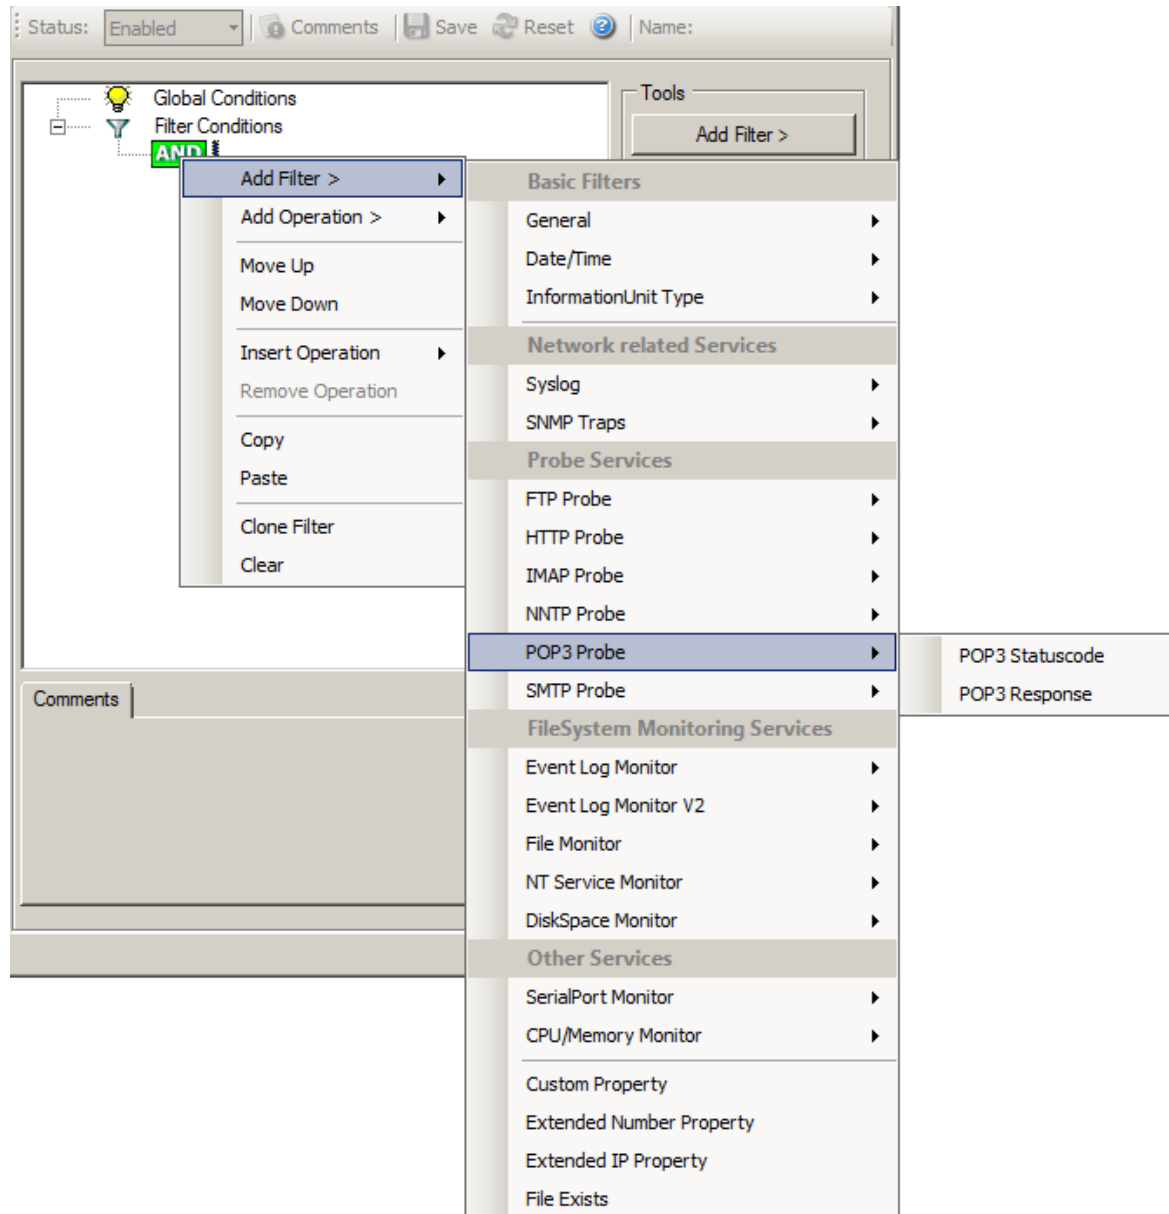 Status: Enabled Comments Save Reset Name:
Global Conditions
Filter Conditions
AND
Tools
Add Filter >
Add Filter >
Add Operation >
Move Up
Move Down
Insert Operation
Remove Operation
Copy
Paste
Clone Filter
Clear
Basic Filters
General
Date/Time
InformationUnit Type
Network related Services
Syslog
SNMP Traps
Probe Services
FTP Probe
HTTP Probe
IMAP Probe
NNTP Probe
POP3 Probe
SMTP Probe
FileSystem Monitoring Services
Event Log Monitor
Event Log Monitor V2
File Monitor
NT Service Monitor
DiskSpace Monitor
Other Services
SerialPort Monitor
CPU/Memory Monitor
Custom Property
Extended Number Property
Extended IP Property
File Exists
POP3 Statuscode
POP3 Response
Comments